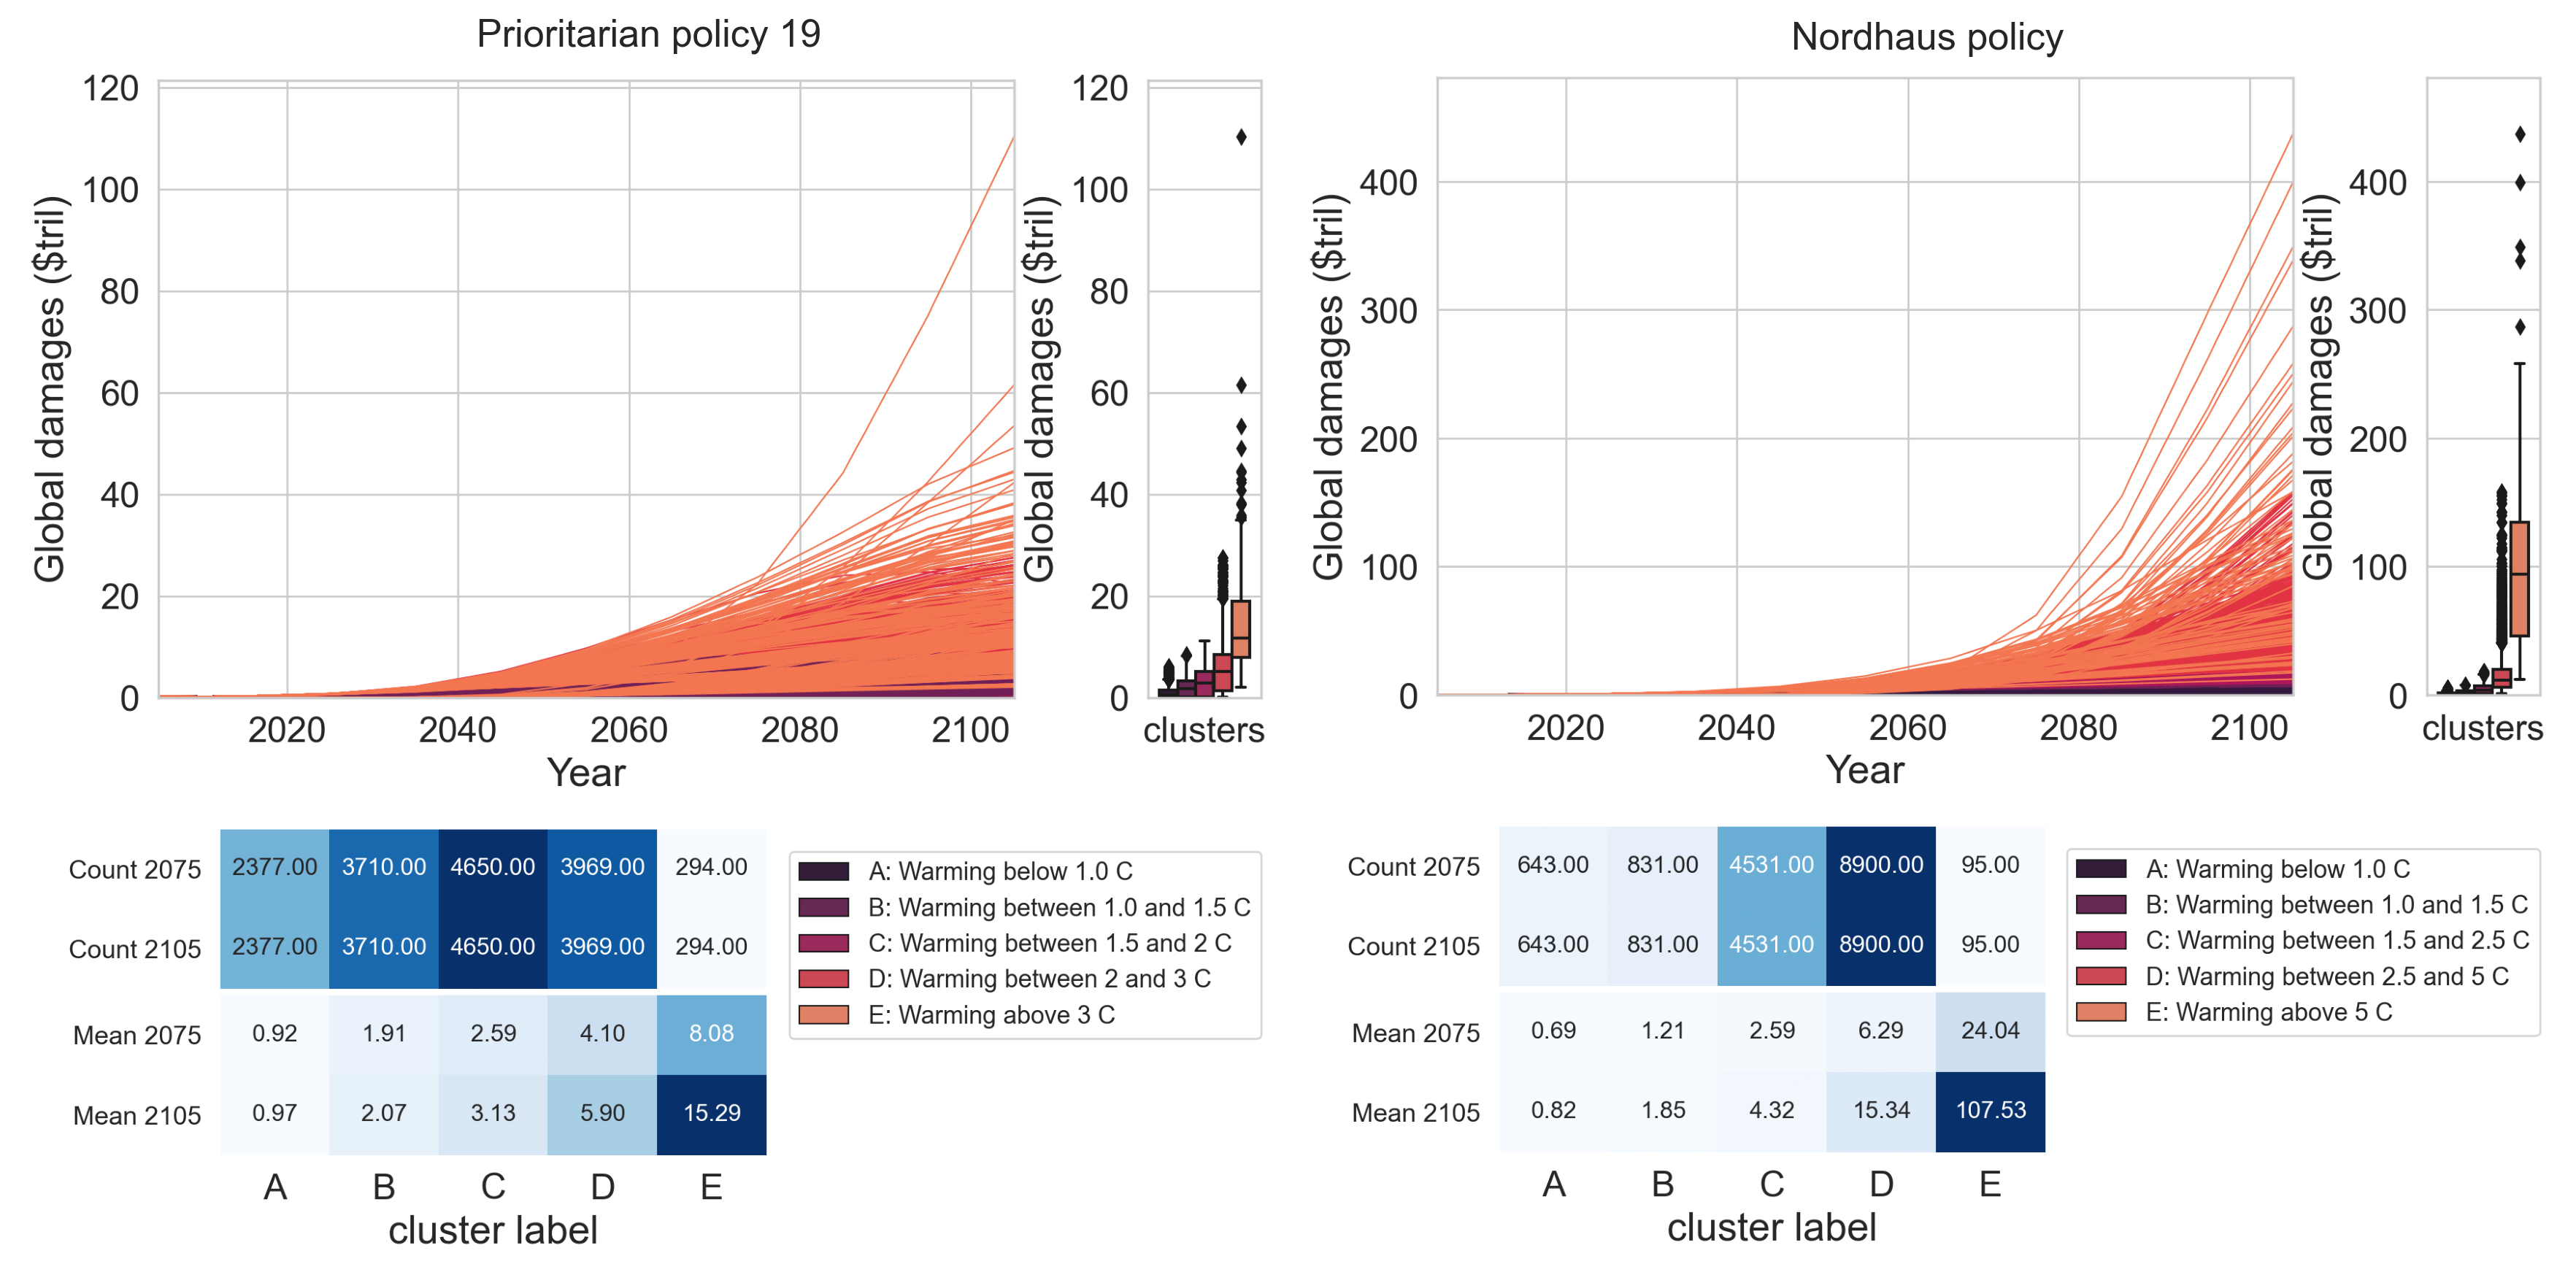 Prioritarian policy 19
120
100
80
60
40
20
0
Global damages ($tril)
2020
2040
2060
2080
2100
Year
120
100
80
60
40
20
0
Global damages ($tril)
clusters
Count 2075 2377.00 3710.00 4650.00 3969.00 294.00
Count 2105 2377.00 3710.00 4650.00 3969.00 294.00
Mean 2075 0.92 1.91 2.59 4.10 8.08
Mean 2105 0.97 2.07 3.13 5.90 15.29
A B C D E
cluster label
A: Warming below 1.0 C
B: Warming between 1.0 and 1.5 C
C: Warming between 1.5 and 2 C
D: Warming between 2 and 3 C
E: Warming above 3 C
Nordhaus policy
400
300
200
100
0
Global damages ($tril)
2020
2040
2060
2080
2100
Year
400
300
200
100
0
Global damages ($tril)
clusters
Count 2075 643.00 831.00 4531.00 8900.00 95.00
Count 2105 643.00 831.00 4531.00 8900.00 95.00
Mean 2075 0.69 1.21 2.59 6.29 24.04
Mean 2105 0.82 1.85 4.32 15.34 107.53
A B C D E
cluster label
A: Warming below 1.0 C
B: Warming between 1.0 and 1.5 C
C: Warming between 1.5 and 2.5 C
D: Warming between 2.5 and 5 C
E: Warming above 5 C